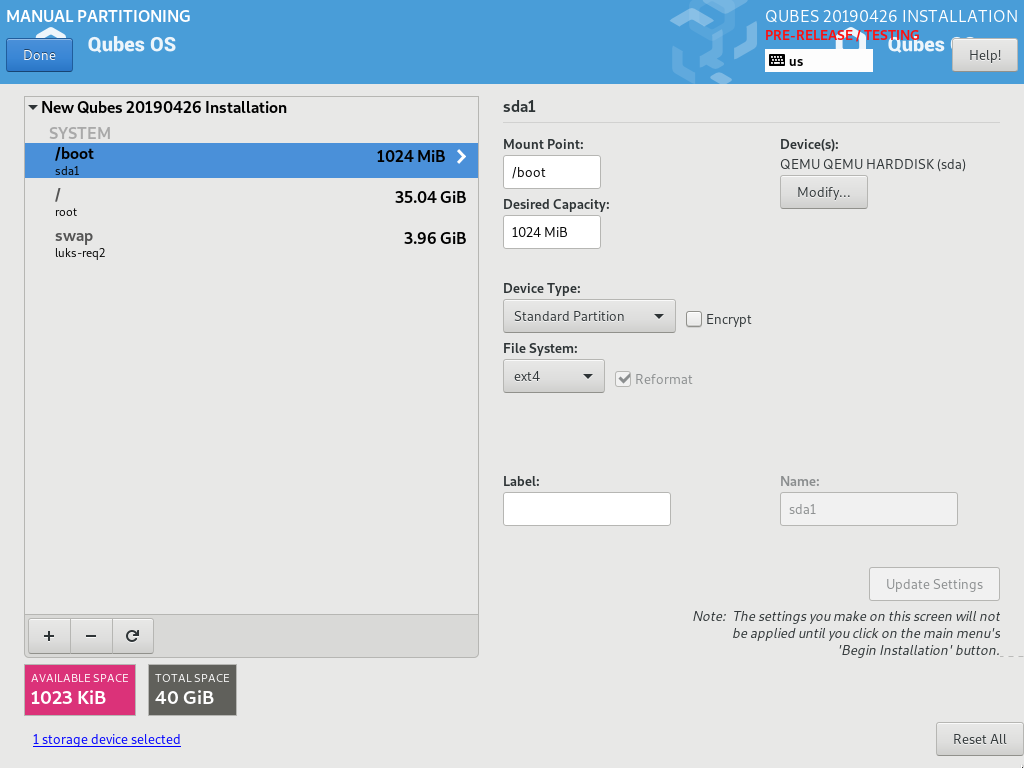 MANUAL PARTITIONING
QUBES 20190426 INSTALLATION
PRE-RELEASE / TESTING
Done
Qubes OS
Qubes
us
Help!
New Qubes 20190426 Installation
SYSTEM
/boot
1024 MiB
sda1
/
35.04 GiB
root
swap
3.96 GiB
luks-req2
+
−
AVAILABLE SPACE
1023 KiB
TOTAL SPACE
40 GiB
1 storage device selected
sda1
Mount Point:
/boot
Device(s):
QEMU QEMU HARDDISK (sda)
Modify...
Desired Capacity:
1024 MiB
Device Type:
Standard Partition
Encrypt
File System:
ext4
Reformat
Label:
Name:
sda1
Update Settings
Note: The settings you make on this screen will not
be applied until you click on the main menu's
'Begin Installation' button.
Reset All